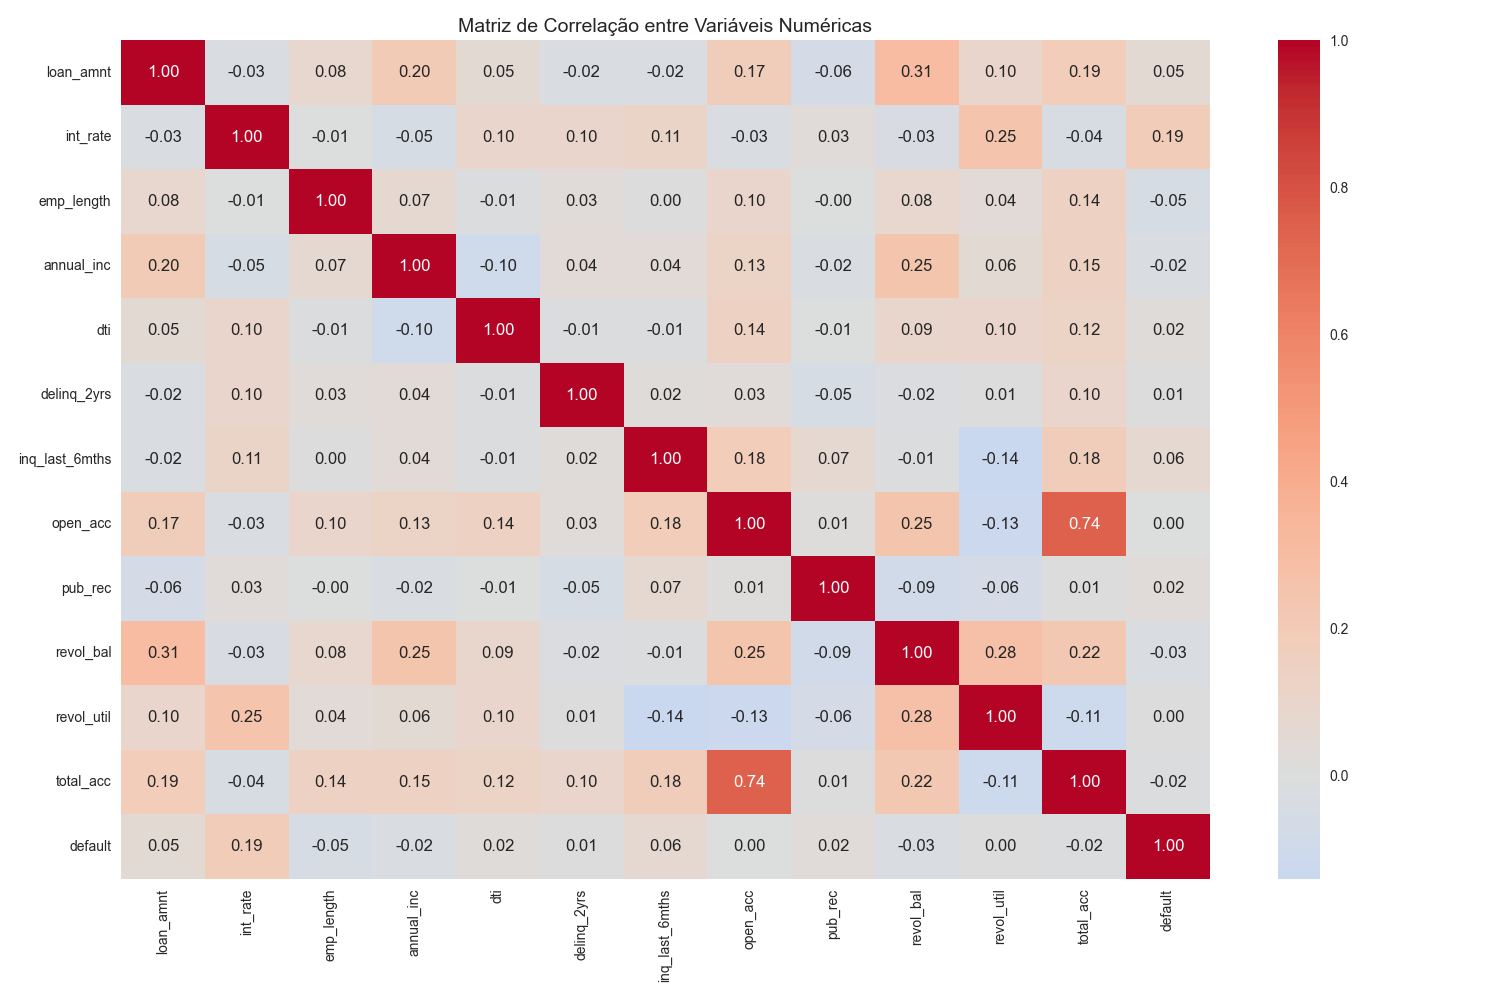 Matriz de Correlação entre Variáveis Numéricas
loan_amnt 1.00 -0.03 0.08 0.20 0.05 -0.02 -0.02 0.17 -0.06 0.31 0.10 0.19 0.05
int_rate -0.03 1.00 -0.01 -0.05 0.10 0.10 0.11 -0.03 0.03 -0.03 0.25 -0.04 0.19
emp_length 0.08 -0.01 1.00 0.07 -0.01 0.03 0.00 0.10 -0.00 0.08 0.04 0.14 -0.05
annual_inc 0.20 -0.05 0.07 1.00 -0.10 0.04 0.04 0.13 -0.02 0.25 0.06 0.15 -0.02
dti 0.05 0.10 -0.01 -0.10 1.00 -0.01 -0.01 0.14 -0.01 0.09 0.10 0.12 0.02
delinq_2yrs -0.02 0.10 0.03 0.04 -0.01 1.00 0.02 0.03 -0.05 -0.02 0.01 0.10 0.01
inq_last_6mths -0.02 0.11 0.00 0.04 -0.01 0.02 1.00 0.18 0.07 -0.01 -0.14 0.18 0.06
open_acc 0.17 -0.03 0.10 0.13 0.14 0.03 0.18 1.00 0.01 0.25 -0.13 0.74 0.00
pub_rec -0.06 0.03 -0.00 -0.02 -0.01 -0.05 0.07 0.01 1.00 -0.09 -0.06 0.01 0.02
revol_bal 0.31 -0.03 0.08 0.25 0.09 -0.02 -0.01 0.25 -0.09 1.00 0.28 0.22 -0.03
revol_util 0.10 0.25 0.04 0.06 0.10 0.01 -0.14 -0.13 -0.06 0.28 1.00 -0.11 0.00
total_acc 0.19 -0.04 0.14 0.15 0.12 0.10 0.18 0.74 0.01 0.22 -0.11 1.00 -0.02
default 0.05 0.19 -0.05 -0.02 0.02 0.01 0.06 0.00 0.02 -0.03 0.00 -0.02 1.00
loan_amnt int_rate emp_length annual_inc dti delinq_2yrs inq_last_6mths open_acc pub_rec revol_bal revol_util total_acc default
1.0
0.8
0.6
0.4
0.2
0.0